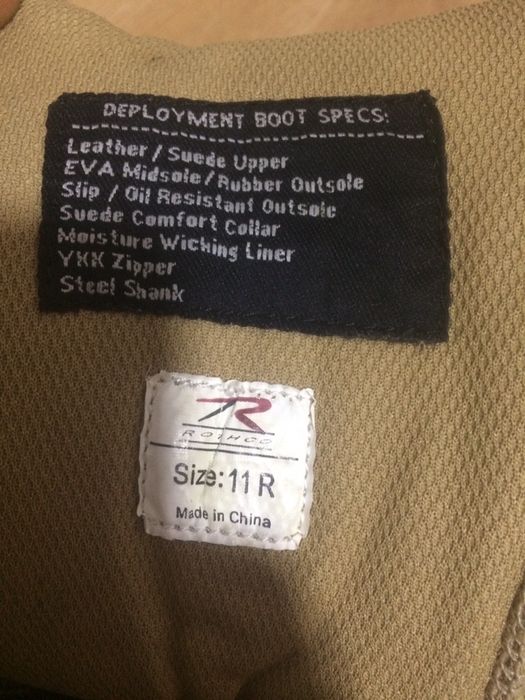 DEPLOYMENT BOOT SPECS:
Leather / Suede Upper
EVA Midsole / Rubber Outsole
Slip / Oil Resistant Outsole
Suede Comfort Collar
Moisture Wicking Liner
YKK Zipper
Steel Shank
R
ROTHCO
Size: 11 R
Made in China